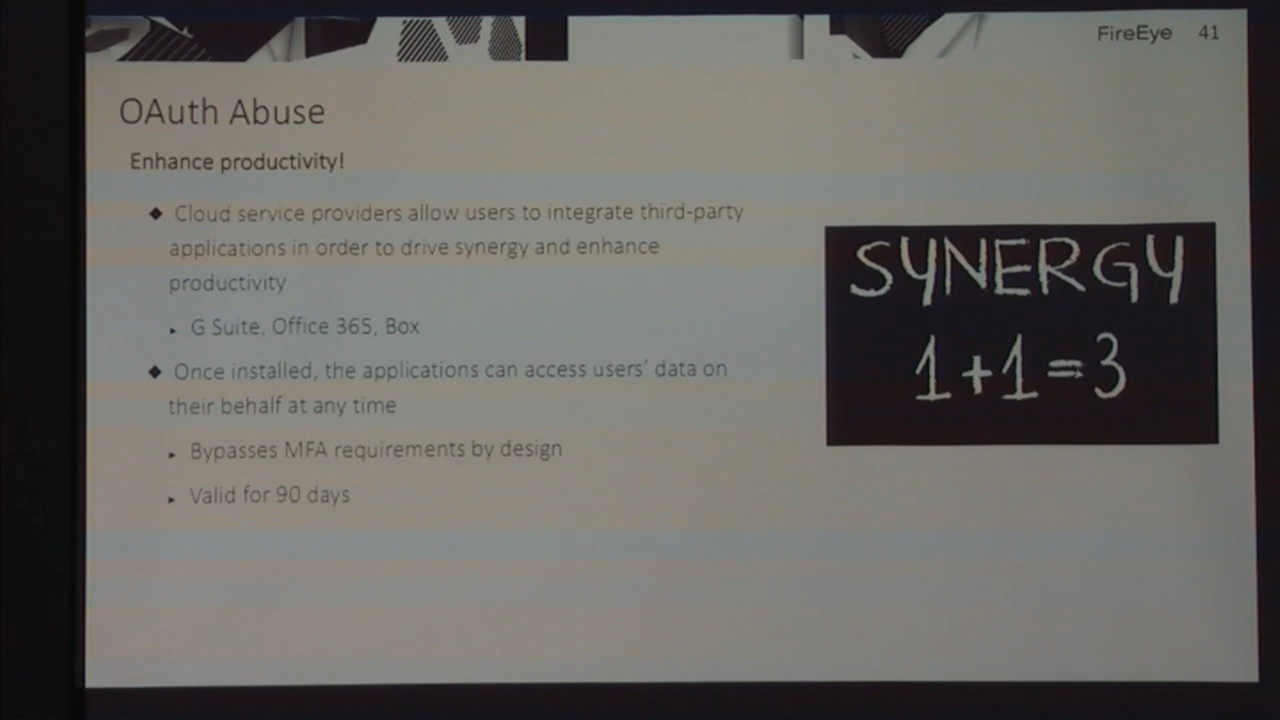 FireEye 41
OAuth Abuse
Enhance productivity!
◆ Cloud service providers allow users to integrate third-party
applications in order to drive synergy and enhance
productivity
▸ G Suite, Office 365, Box
◆ Once installed, the applications can access users' data on
their behalf at any time
▸ Bypasses MFA requirements by design
▸ Valid for 90 days
SYNERGY
1+1=3